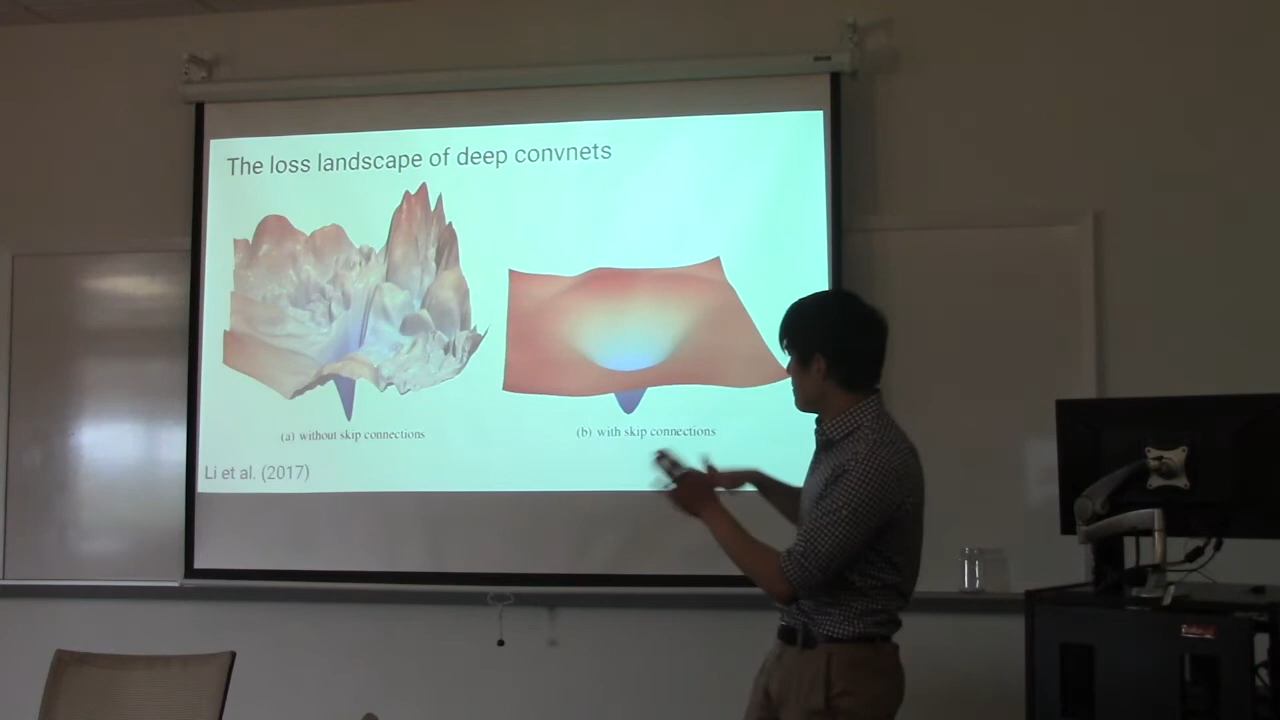 The loss landscape of deep convnets
(a) without skip connections
(b) with skip connections
Li et al. (2017)